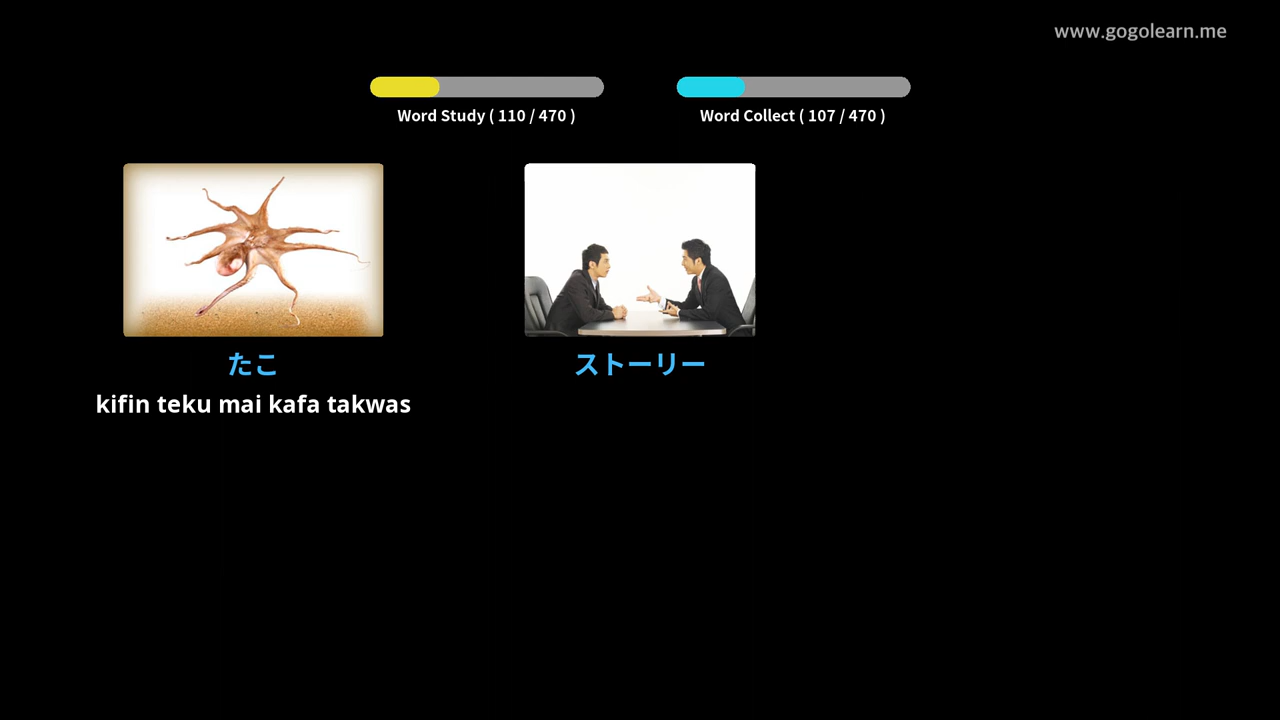 www.gogolearn.me
Word Study ( 110 / 470 )
Word Collect ( 107 / 470 )
たこ
ストーリー
kifin teku mai kafa takwas